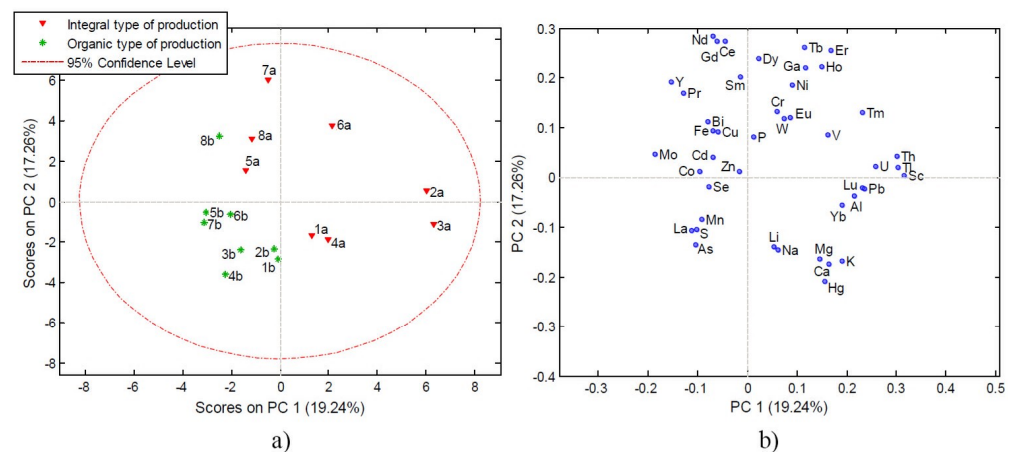 Integral type of production
Organic type of production
95% Confidence Level
7a
6a
8b
8a
5a
2a
3a
5b
6b
7b
1a
4a
3b
2b
1b
4b
6
4
2
0
-2
-4
-6
-8
-8
-6
-4
-2
0
2
4
6
8
Scores on PC 2 (17.26%)
Scores on PC 1 (19.24%)
a)
0.3
0.2
0.1
0
-0.1
-0.2
-0.3
-0.4
-0.3
-0.2
-0.1
0
0.1
0.2
0.3
0.4
0.5
PC 2 (17.26%)
PC 1 (19.24%)
Nd
Gd
Ce
Tb
Er
Dy
Ga
Ho
Y
Sm
Ni
Pr
Cr
Eu
Tm
Bi
W
Fe
Cu
P
V
Mo
Cd
Th
Co
Zn
U
Tl
Sc
Se
Lu
Pb
Al
Yb
Mn
La
S
As
Li
Na
Mg
K
Ca
Hg
b)